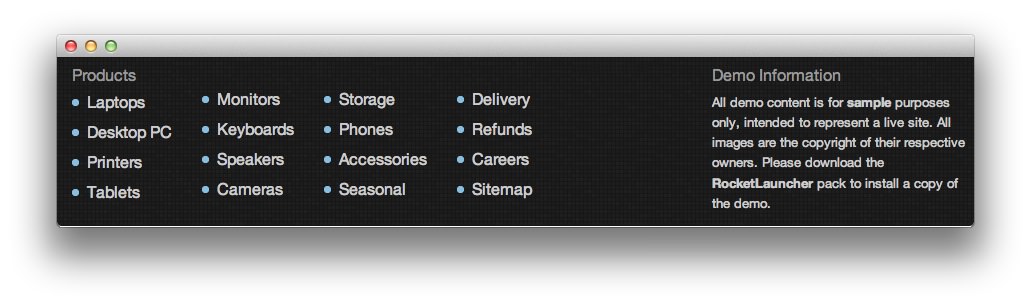 Products
Laptops
Desktop PC
Printers
Tablets
Monitors
Keyboards
Speakers
Cameras
Storage
Phones
Accessories
Seasonal
Delivery
Refunds
Careers
Sitemap
Demo Information
All demo content is for sample purposes
only, intended to represent a live site. All
images are the copyright of their respective
owners. Please download the
RocketLauncher pack to install a copy of
the demo.